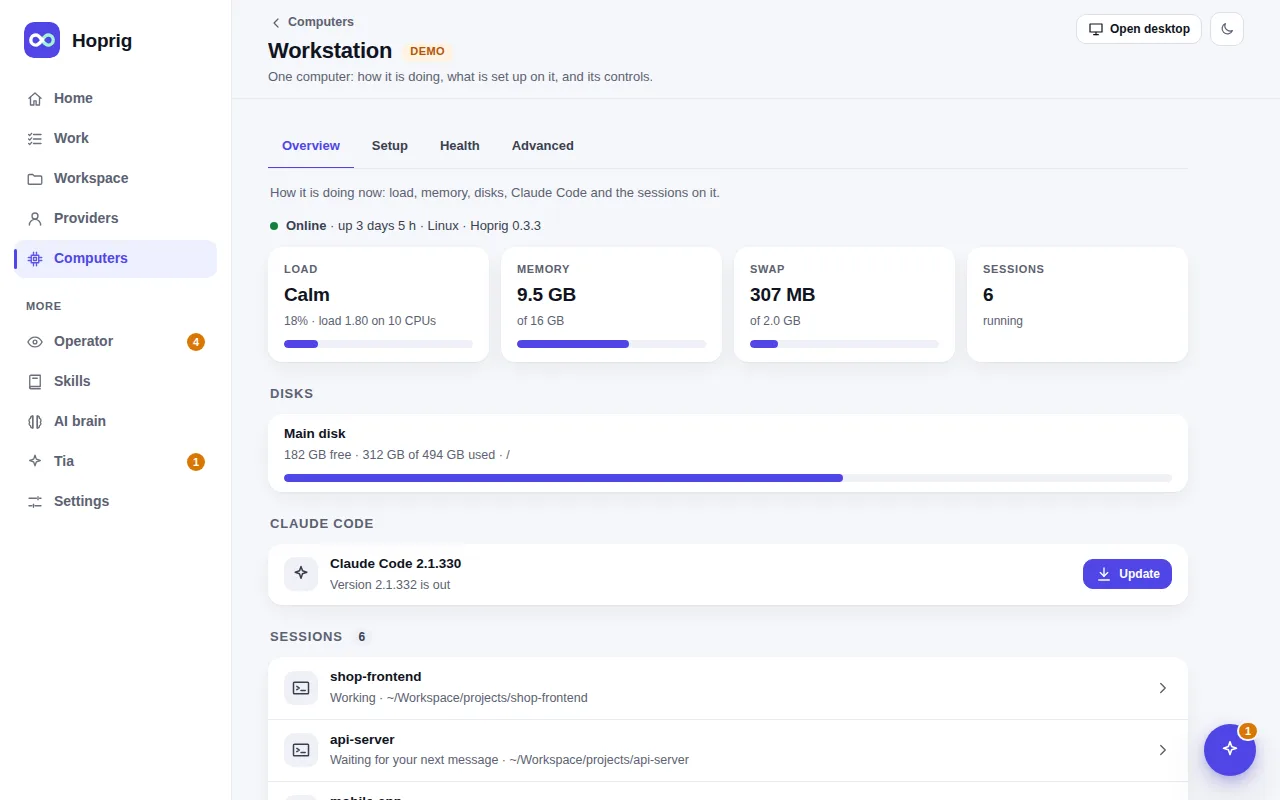 Hoprig
Home
Work
Workspace
Providers
Computers
MORE
Operator 4
Skills
AI brain
Tia 1
Settings
Computers
Workstation DEMO
One computer: how it is doing, what is set up on it, and its controls.
Open desktop
Overview Setup Health Advanced
How it is doing now: load, memory, disks, Claude Code and the sessions on it.
Online · up 3 days 5 h · Linux · Hoprig 0.3.3
LOAD
Calm
18% · load 1.80 on 10 CPUs
MEMORY
9.5 GB
of 16 GB
SWAP
307 MB
of 2.0 GB
SESSIONS
6
running
DISKS
Main disk
182 GB free · 312 GB of 494 GB used · /
CLAUDE CODE
Claude Code 2.1.330
Version 2.1.332 is out
Update
SESSIONS 6
shop-frontend
Working · ~/Workspace/projects/shop-frontend
api-server
Waiting for your next message · ~/Workspace/projects/api-server
mobile-app
1